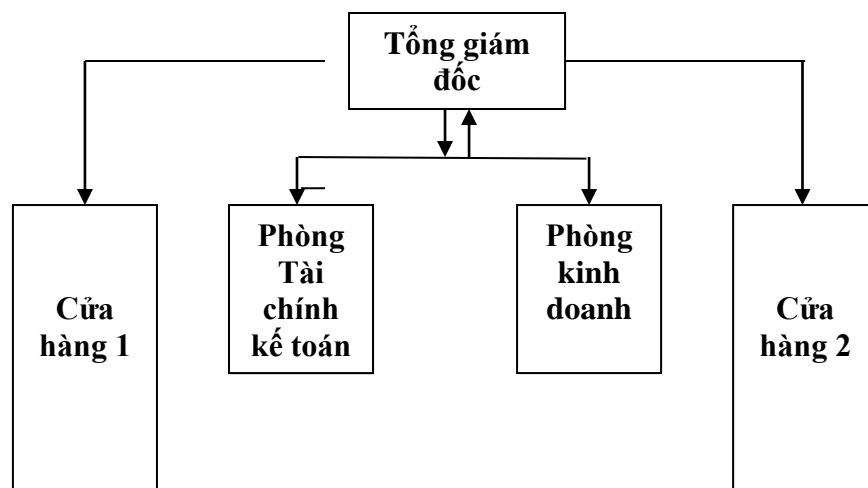 Tổng giám
đốc
Cửa
hàng 1
Phòng
Tài
chính
kế toán
Phòng
kinh
doanh
Cửa
hàng 2